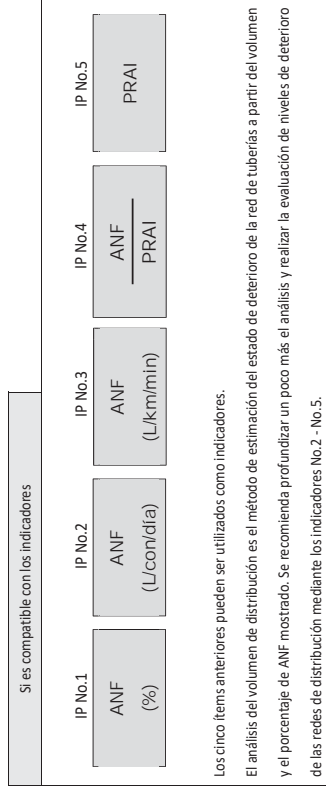 Si es compatible con los indicadores
IP No.1
IP No.2
IP No.3
IP No.4
IP No.5
ANF
(%)
ANF
(L/con/día)
ANF
(L/km/min)
ANF
PRAI
PRAI
Los cinco ítems anteriores pueden ser utilizados como indicadores.
El análisis del volumen de distribución es el método de estimación del estado de deterioro de la red de tuberías a partir del volumen
y el porcentaje de ANF mostrado. Se recomienda profundizar un poco más el análisis y realizar la evaluación de niveles de deterioro
de las redes de distribución mediante los indicadores No.2 - No.5.